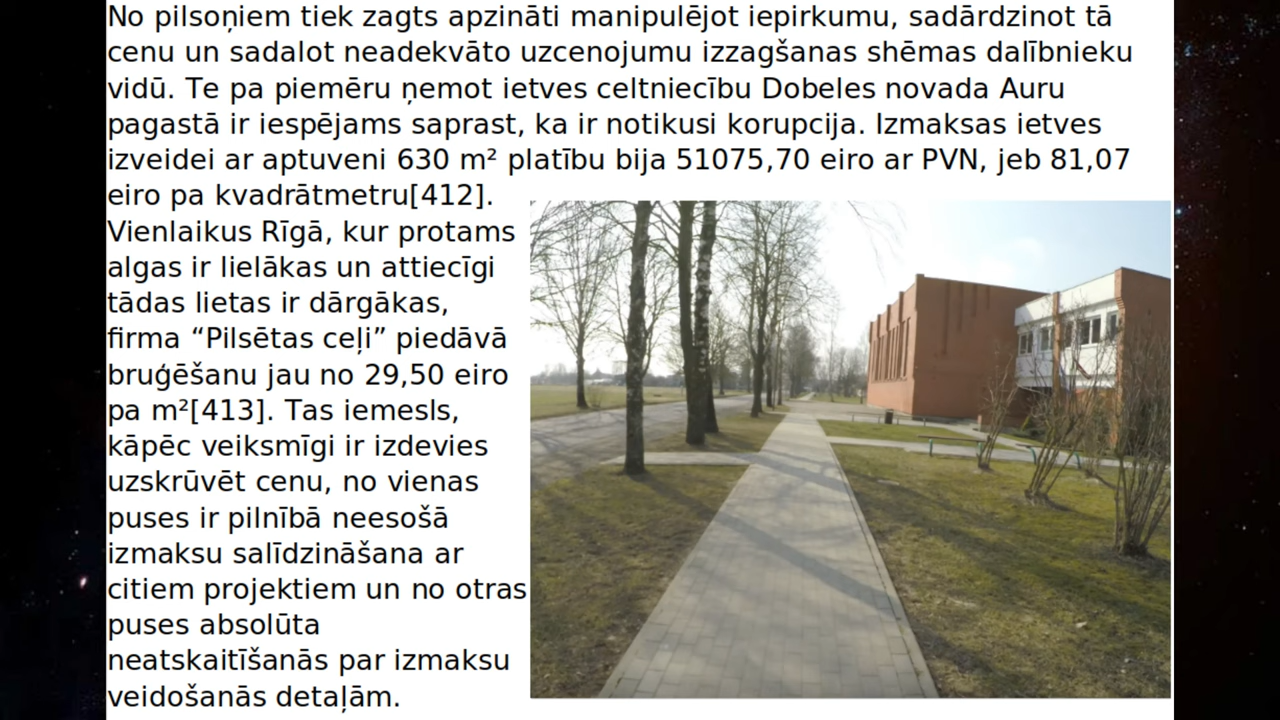 No pilsoņiem tiek zagts apzināti manipulējot iepirkumu, sadārdzinot tā
cenu un sadalot neadekvāto uzcenojumu izzagšanas shēmas dalībnieku
vidū. Te pa piemēru ņemot ietves celtniecību Dobeles novada Auru
pagastā ir iespējams saprast, ka ir notikusi korupcija. Izmaksas ietves
izveidei ar aptuveni 630 m² platību bija 51075,70 eiro ar PVN, jeb 81,07
eiro pa kvadrātmetru[412].
Vienlaikus Rīgā, kur protams
algas ir lielākas un attiecīgi
tādas lietas ir dārgākas,
firma “Pilsētas ceļi” piedāvā
bruģēšanu jau no 29,50 eiro
pa m²[413]. Tas iemesls,
kāpēc veiksmīgi ir izdevies
uzskrūvēt cenu, no vienas
puses ir pilnībā neesošā
izmaksu salīdzināšana ar
citiem projektiem un no otras
puses absolūta
neatskaitīšanās par izmaksu
veidošanās detaļām.